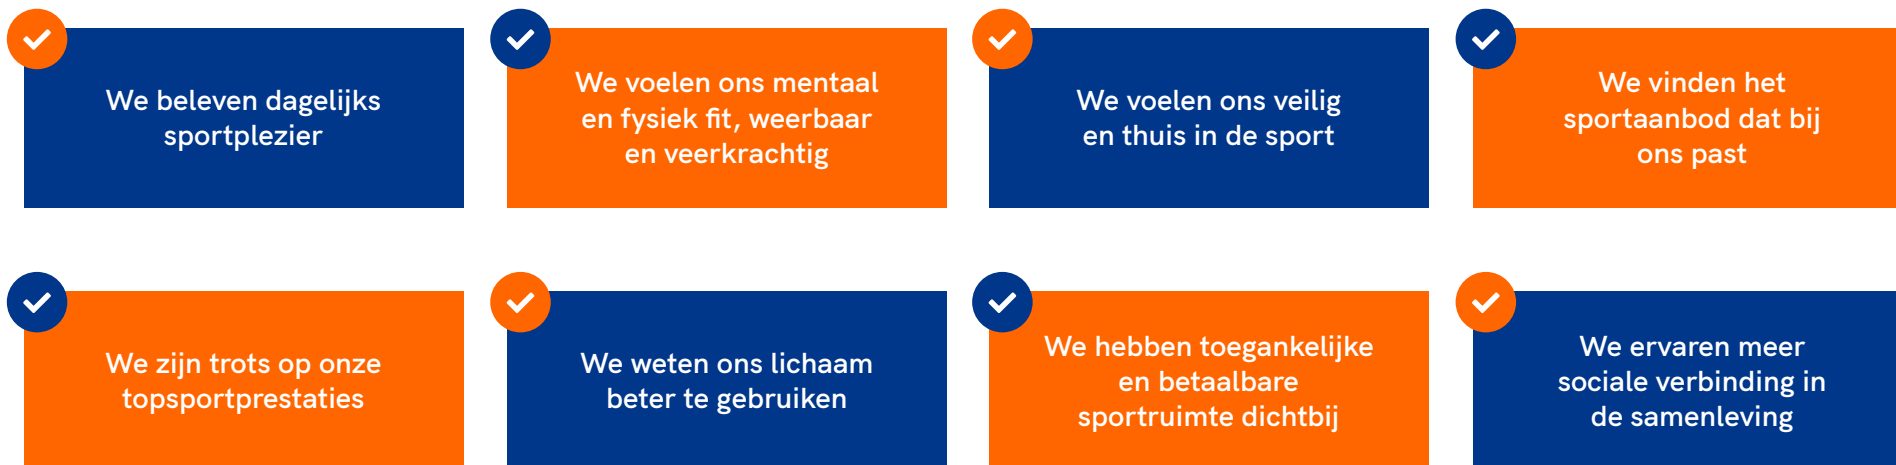 We beleven dagelijks
sportplezier
We voelen ons mentaal
en fysiek fit, weerbaar
en veerkrachtig
We voelen ons veilig
en thuis in de sport
We vinden het
sportaanbod dat bij
ons past
We zijn trots op onze
topsportprestaties
We weten ons lichaam
beter te gebruiken
We hebben toegankelijke
en betaalbare
sportruimte dichtbij
We ervaren meer
sociale verbinding in
de samenleving